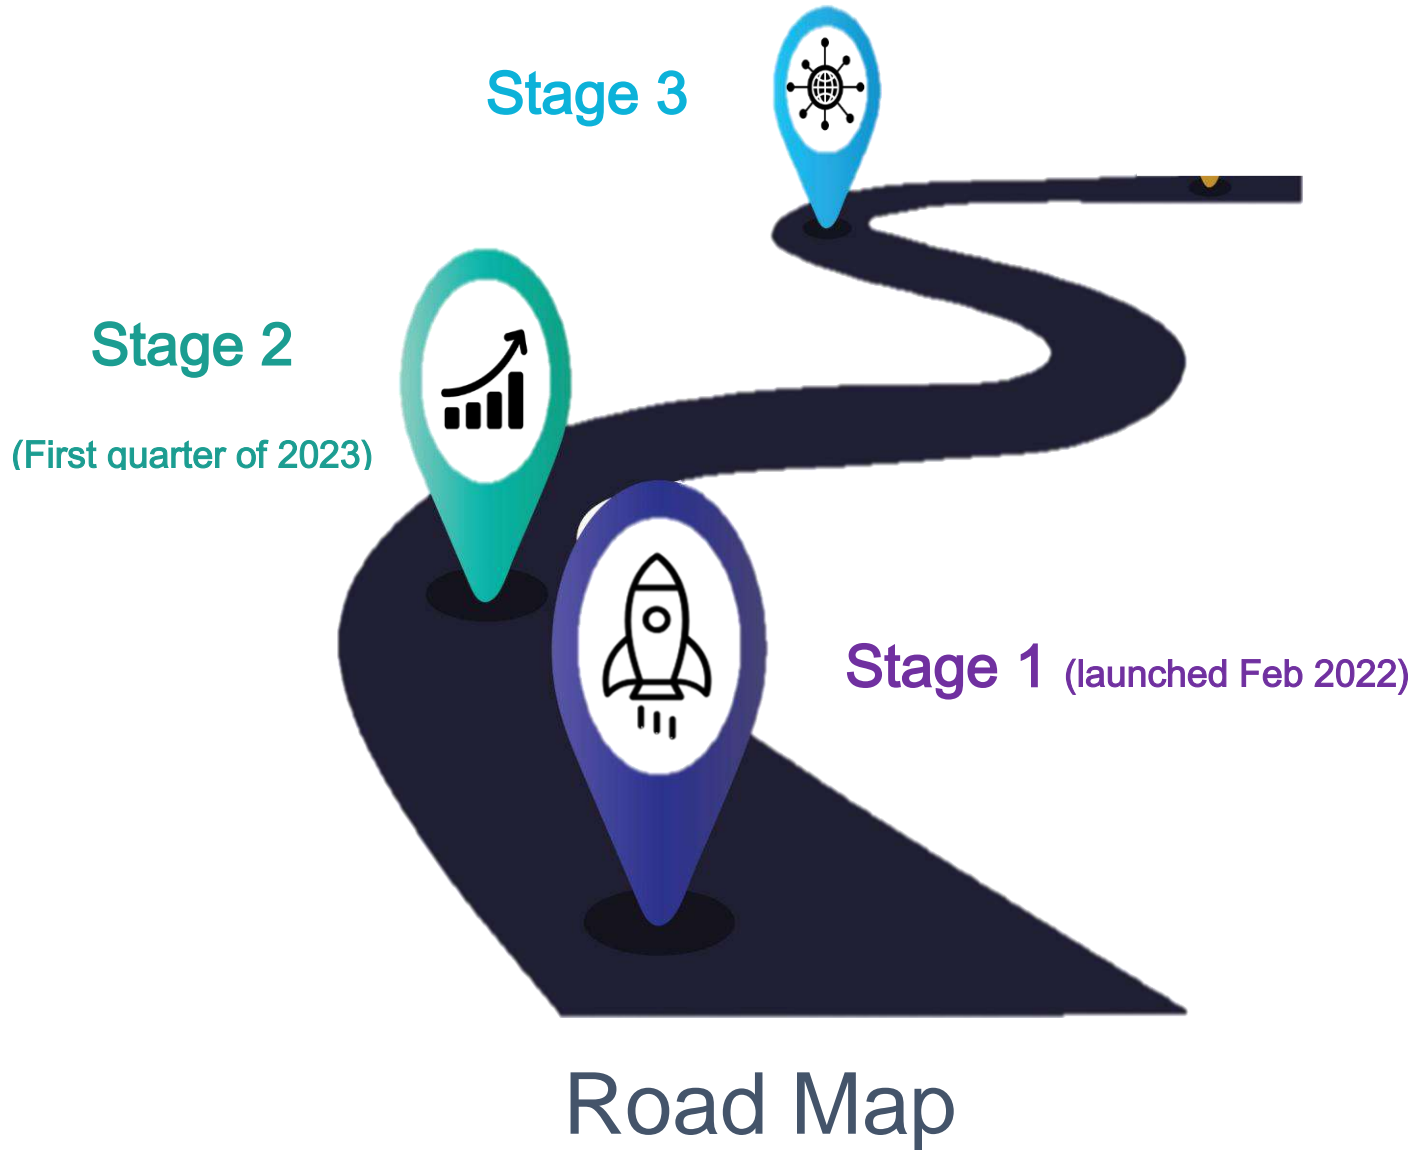 Stage 3
Stage 2
(First quarter of 2023)
Stage 1 (launched Feb 2022)
Road Map